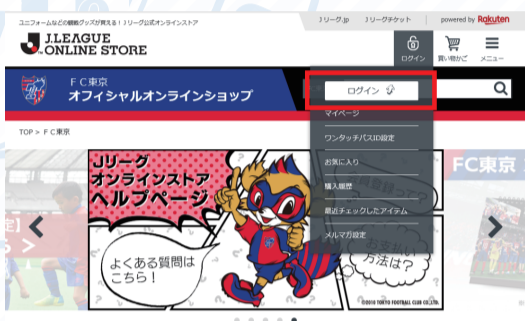 ユニフォームなどの観戦グッズが買える！Jリーグ公式オンラインストア
Jリーグ.jp
Jリーグチケット
powered by Rakuten
J.LEAGUE
ONLINE STORE
ログイン
買い物かご
メニュー
FC東京
オフィシャルオンラインショップ
ログイン
マイページ
ワンタッチパスID設定
お気に入り
購入履歴
最近チェックしたアイテム
メルマガ設定
TOP > FC東京
Jリーグ
オンラインストア
ヘルプページ
FC東京
よくある質問は
こちら！
お支払い
方法は？
TOKYO FOOTBALL CLUB CO.,LTD.